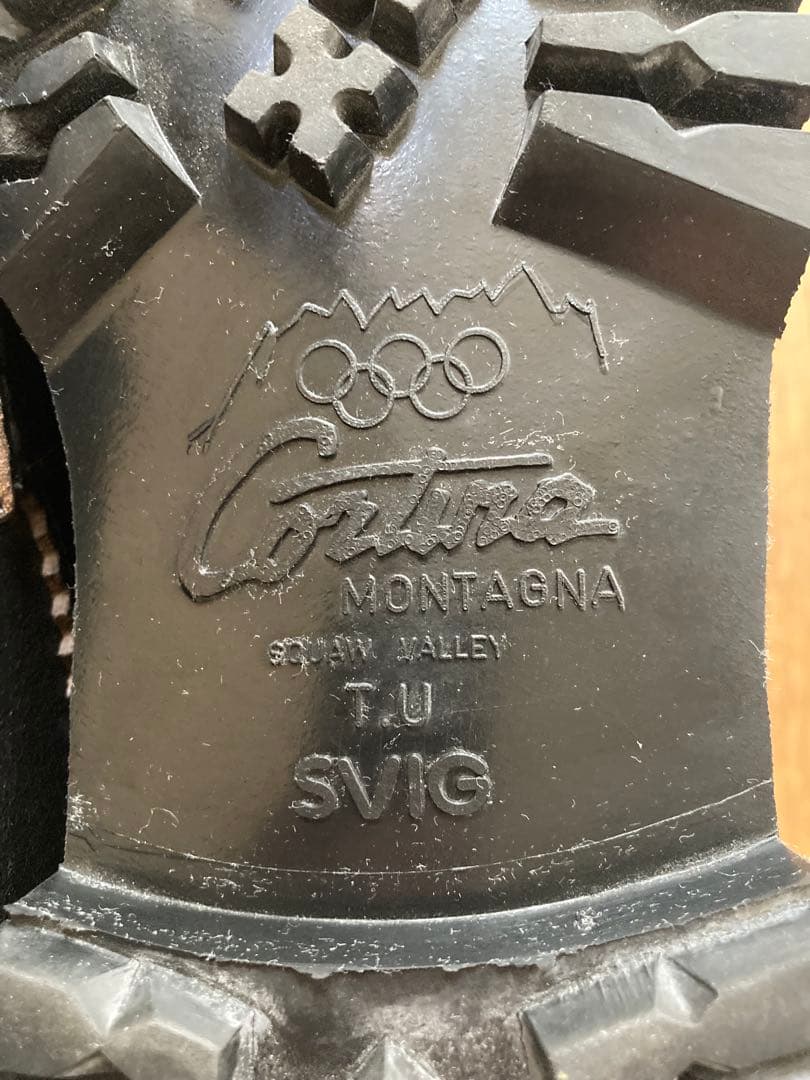 Cortina
MONTAGNA
SQUAW VALLEY
T.U
SVIG